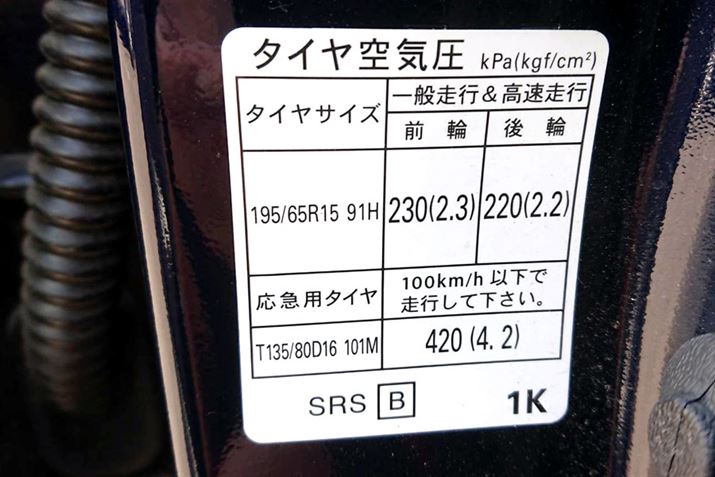 タイヤ空気圧 kPa(kgf/cm²)
タイヤサイズ 一般走行&高速走行
前輪 後輪
195/65R15 91H 230(2.3) 220(2.2)
応急用タイヤ 100km/h 以下で
走行して下さい。
T135/80D16 101M 420 (4.2)
SRS B 1K